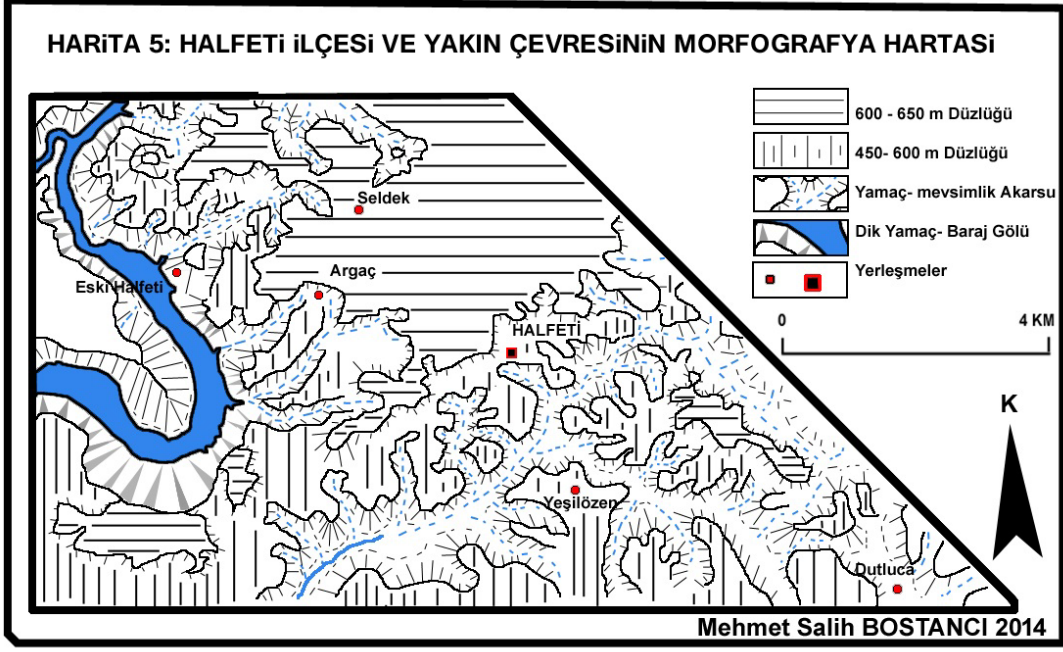 HARiTA 5: HALFETi iLÇESi VE YAKIN ÇEVRESiNiN MORFOGRAFYA HARTASi
600 - 650 m Düzlüğü
450- 600 m Düzlüğü
Yamaç- mevsimlik Akarsu
Dik Yamaç- Baraj Gölü
Yerleşmeler
0 4 KM
K
Seldek
Argaç
Eski Halfeti
HALFETİ
Yeşilözen
Dutluca
Mehmet Salih BOSTANCI 2014